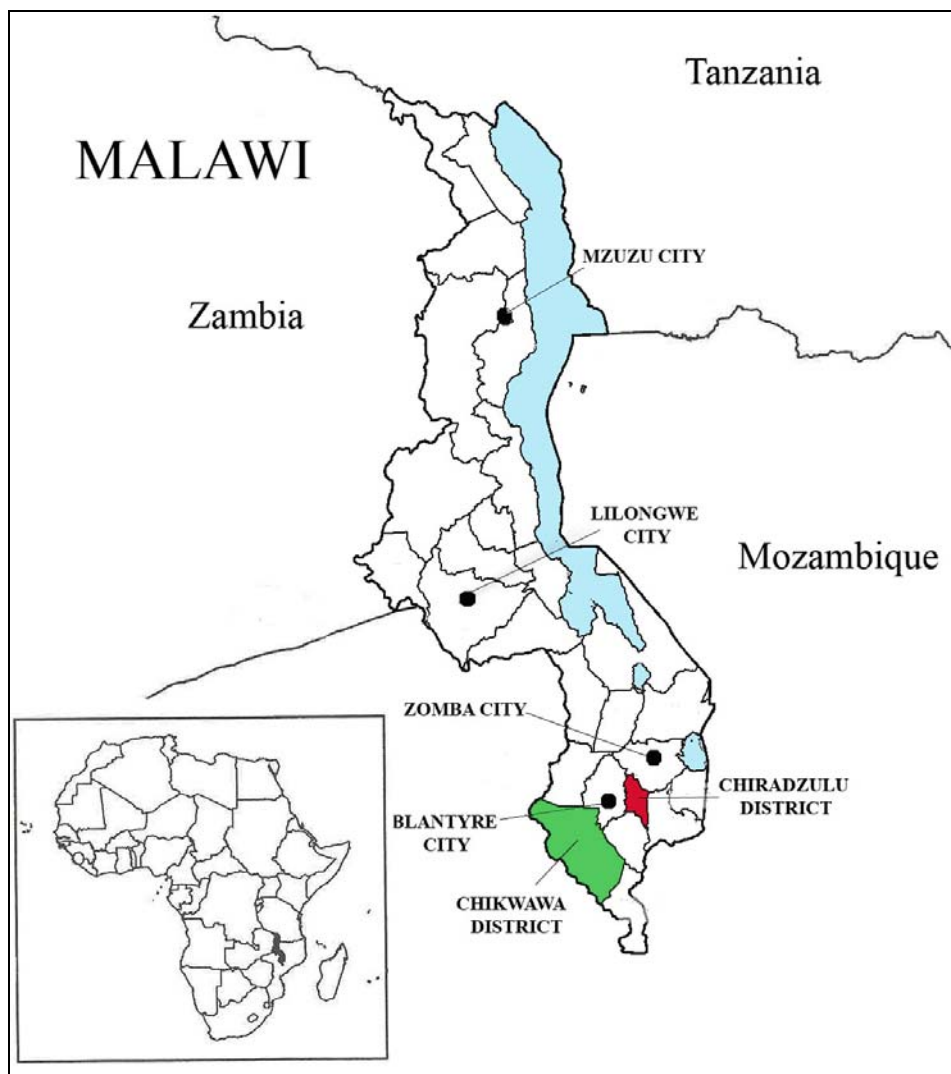 Tanzania
MALAWI
MZUZU CITY
Zambia
LILONGWE
CITY
Mozambique
ZOMBA CITY
CHIRADZULU
DISTRICT
BLANTYRE
CITY
CHIKWAWA
DISTRICT